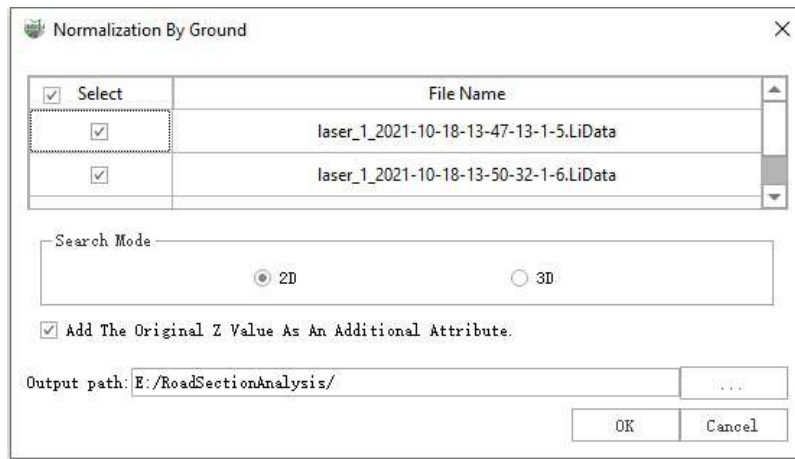 Normalization By Ground
Select File Name
laser_1_2021-10-18-13-47-13-1-5.LiData
laser_1_2021-10-18-13-50-32-1-6.LiData
Search Mode
2D 3D
Add The Original Z Value As An Additional Attribute.
Output path: E:/RoadSectionAnalysis/ ...
OK Cancel